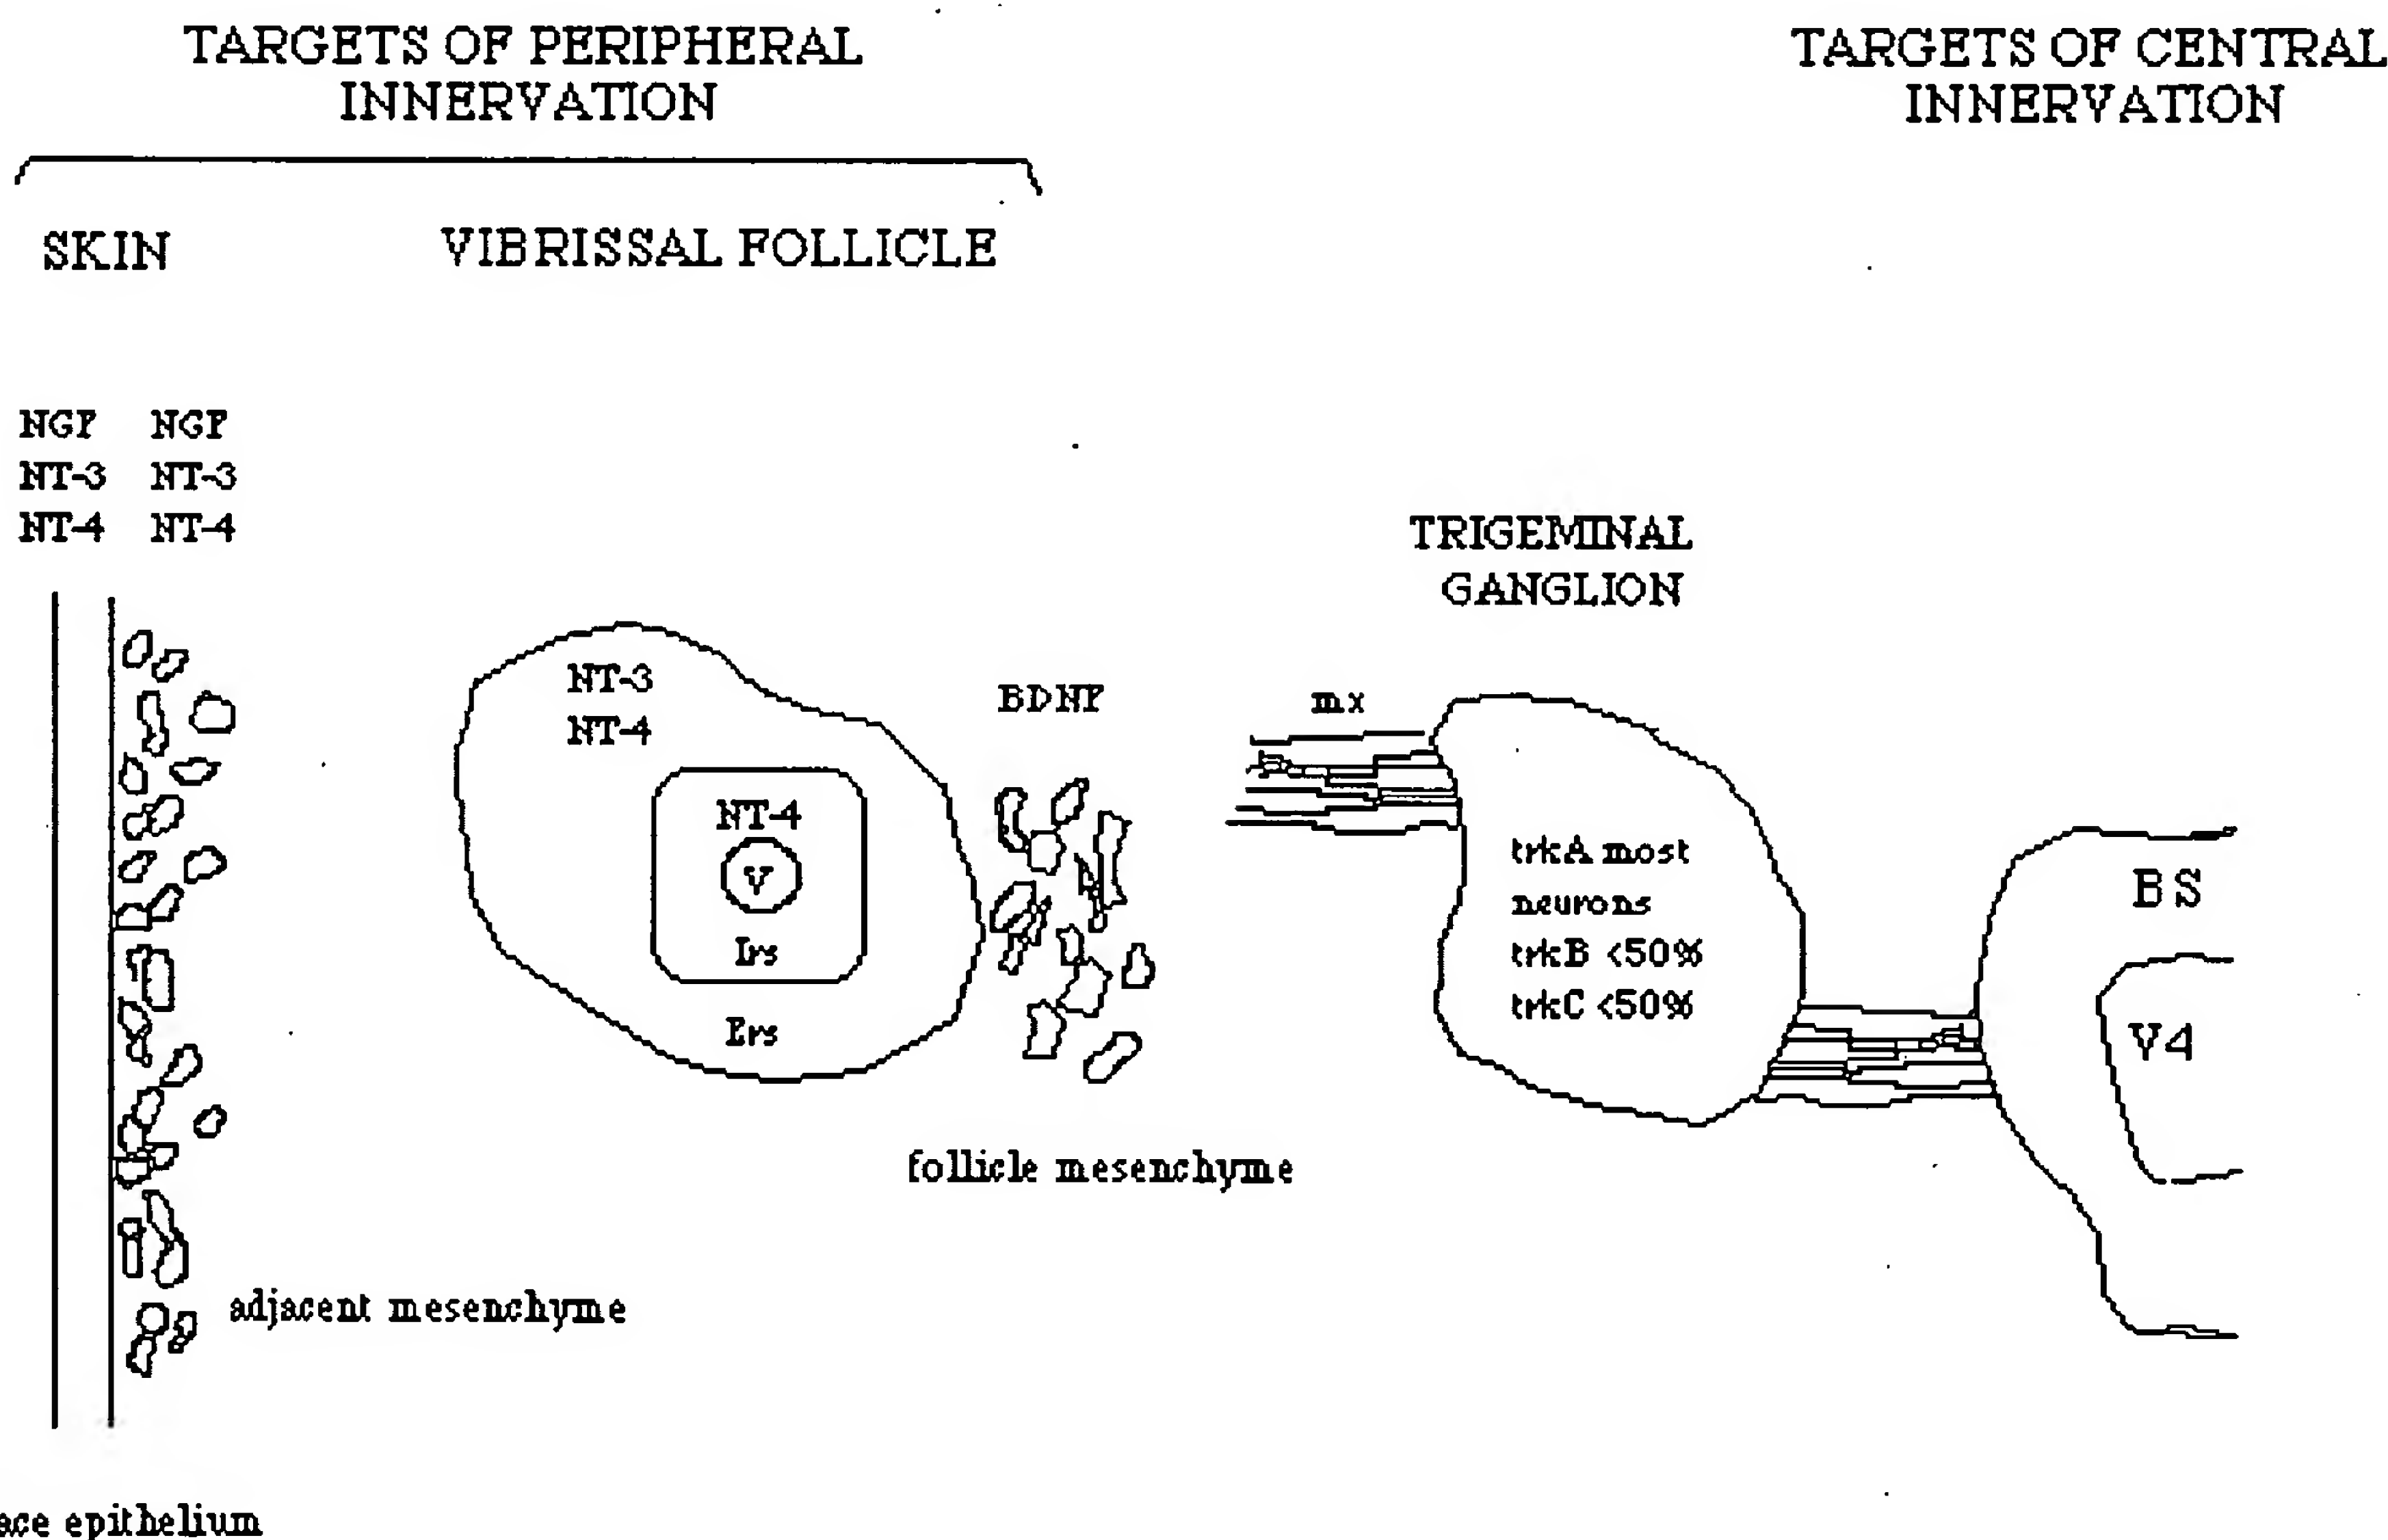 TARGETS OF PERIPHERAL
INNERVATION
TARGETS OF CENTRAL
INNERVATION
SKIN
VIBRISSAL FOLLICLE
NGF NGF
NT-3 NT-3
NT-4 NT-4
TRIGEMINAL
GANGLION
NT-3
NT-4
BDNF
mx
NT-4
V
Irs
Ers
trkA most
neurons
trkB <50%
trkC <50%
BS
V4
follicle mesenchyme
adjacent mesenchyme
epithelium